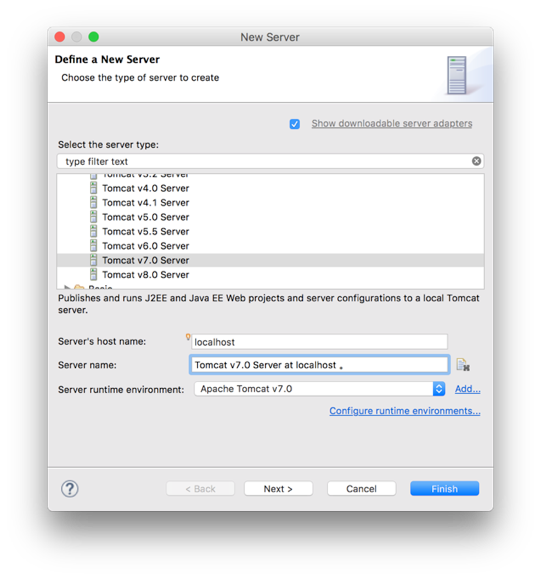 New Server
Define a New Server
Choose the type of server to create
Show downloadable server adapters
Select the server type:
type filter text
Tomcat v3.2 Server
Tomcat v4.0 Server
Tomcat v4.1 Server
Tomcat v5.0 Server
Tomcat v5.5 Server
Tomcat v6.0 Server
Tomcat v7.0 Server
Tomcat v8.0 Server
Basic
Publishes and runs J2EE and Java EE Web projects and server configurations to a local Tomcat
server.
Server's host name:
localhost
Server name:
Tomcat v7.0 Server at localhost 。
Server runtime environment:
Apache Tomcat v7.0
Add...
Configure runtime environments...
?
< Back
Next >
Cancel
Finish